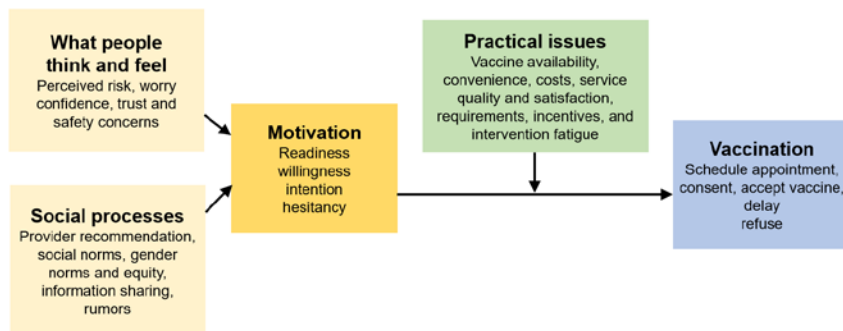 What people
think and feel
Perceived risk, worry
confidence, trust and
safety concerns
Social processes
Provider recommendation,
social norms, gender
norms and equity,
information sharing,
rumors
Motivation
Readiness
willingness
intention
hesitancy
Practical issues
Vaccine availability,
convenience, costs, service
quality and satisfaction,
requirements, incentives, and
intervention fatigue
Vaccination
Schedule appointment,
consent, accept vaccine,
delay
refuse